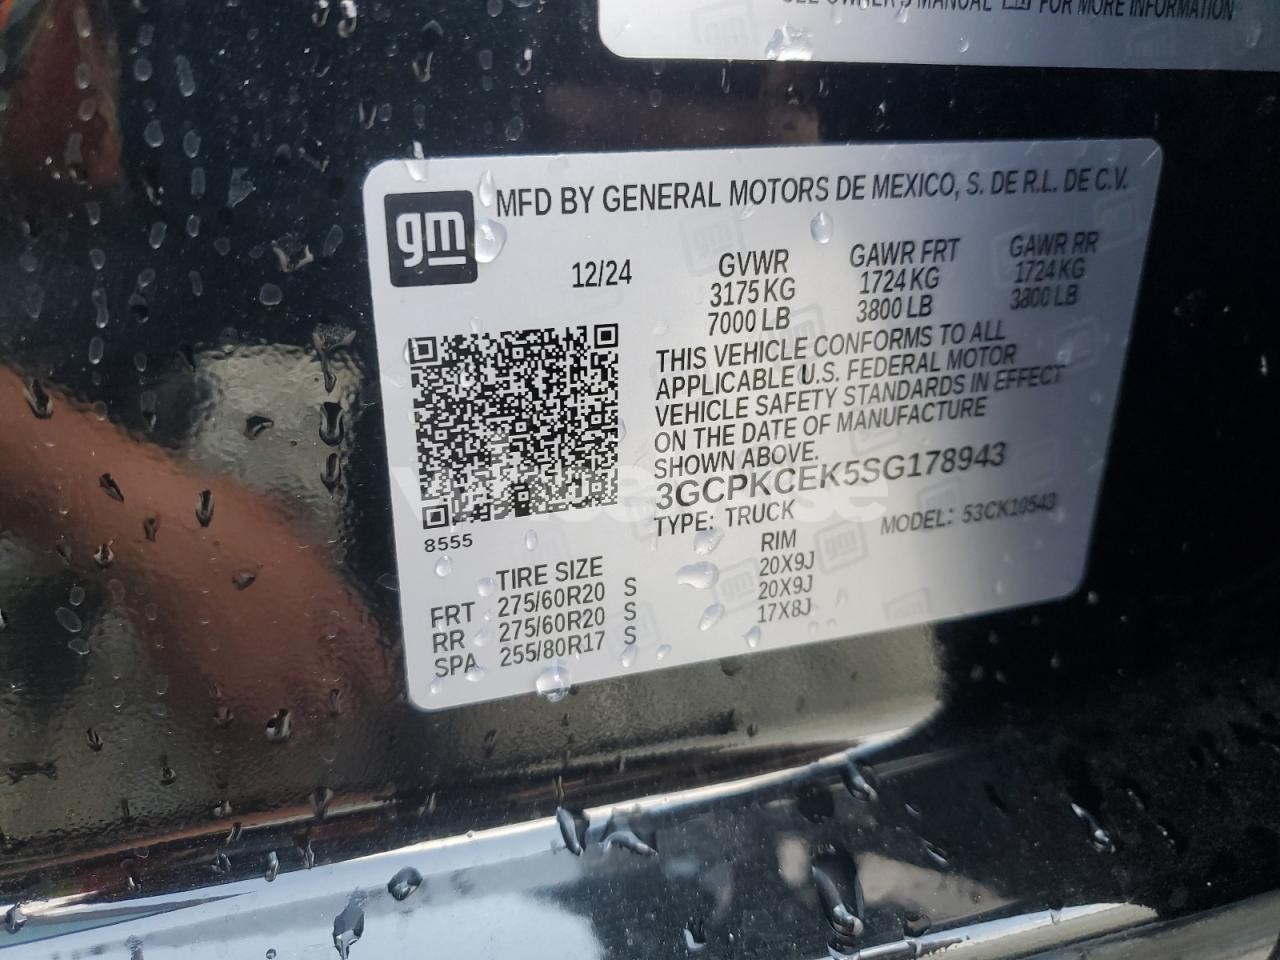 OWNER'S MANUAL FOR MORE INFORMATION
gm
MFD BY GENERAL MOTORS DE MEXICO, S. DE R.L. DE C.V.
12/24
GVWR GAWR FRT GAWR RR
3175 KG 1724 KG 1724 KG
7000 LB 3800 LB 3800 LB
THIS VEHICLE CONFORMS TO ALL
APPLICABLE U.S. FEDERAL MOTOR
VEHICLE SAFETY STANDARDS IN EFFECT
ON THE DATE OF MANUFACTURE
SHOWN ABOVE.
3GCPKCEK5SG178943
TYPE: TRUCK MODEL: 53CK10543
8555
TIRE SIZE RIM
FRT 275/60R20 S 20X9J
RR 275/60R20 S 20X9J
SPA 255/80R17 S 17X8J